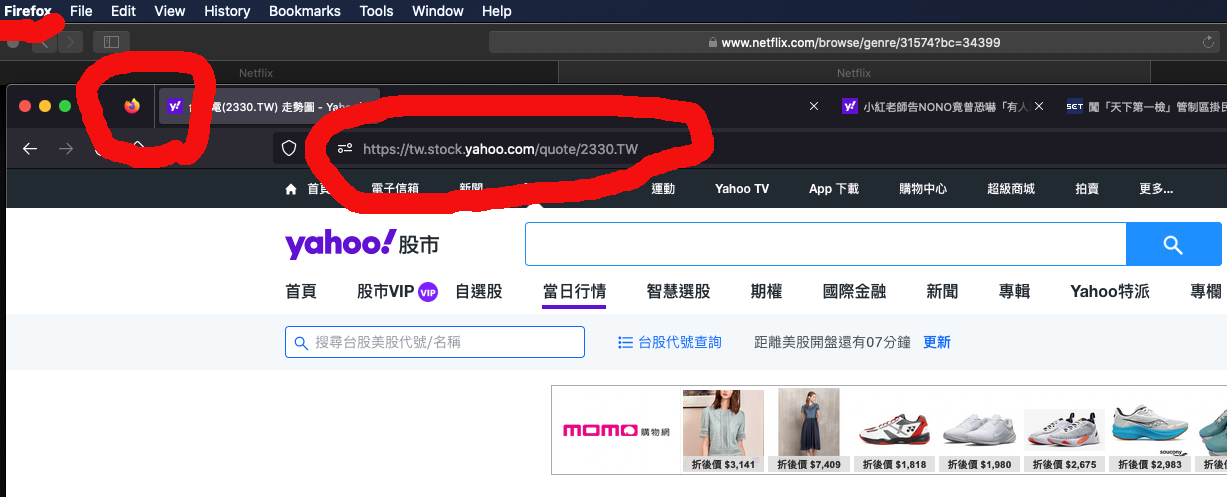 Firefox File Edit View History Bookmarks Tools Window Help
www.netflix.com/browse/genre/31574?bc=34399
Netflix Netflix
電(2330.TW) 走勢圖 - Yahoo 小紅老師告NONO竟曾恐嚇「有人 SET 闖「天下第一檢」管制區掛民
https://tw.stock.yahoo.com/quote/2330.TW
首頁 電子信箱 新聞 運動 Yahoo TV App 下載 購物中心 超級商城 拍賣 更多...
yahoo!股市
首頁 股市VIP VIP 自選股 當日行情 智慧選股 期權 國際金融 新聞 專輯 Yahoo特派 專欄
搜尋台股美股代號/名稱 台股代號查詢 距離美股開盤還有07分鐘 更新
momo 購物網
saucony
折後價 $3,141 折後價 $7,409 折後價 $1,818 折後價 $1,980 折後價 $2,675 折後價 $2,983 折後